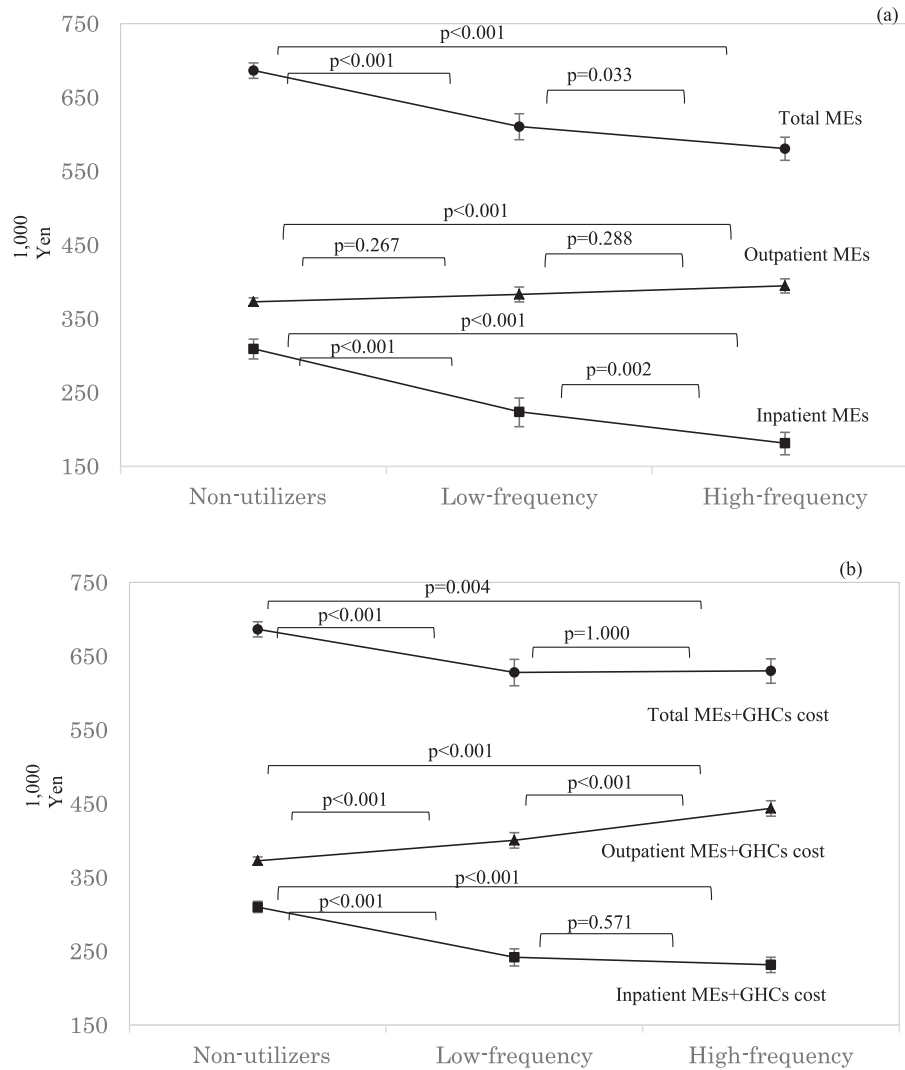 (a)
750
p<0.001
p<0.001
p=0.033
650
Total MEs
550
p<0.001
1,000
Yen
450
p=0.267
p=0.288
Outpatient MEs
350
p<0.001
p<0.001
p=0.002
250
Inpatient MEs
150
Non-utilizers
Low-frequency
High-frequency
(b)
750
p=0.004
p<0.001
p=1.000
650
Total MEs+GHCs cost
550
p<0.001
1,000
Yen
450
p<0.001
p<0.001
Outpatient MEs+GHCs cost
350
p<0.001
p<0.001
p=0.571
250
Inpatient MEs+GHCs cost
150
Non-utilizers
Low-frequency
High-frequency